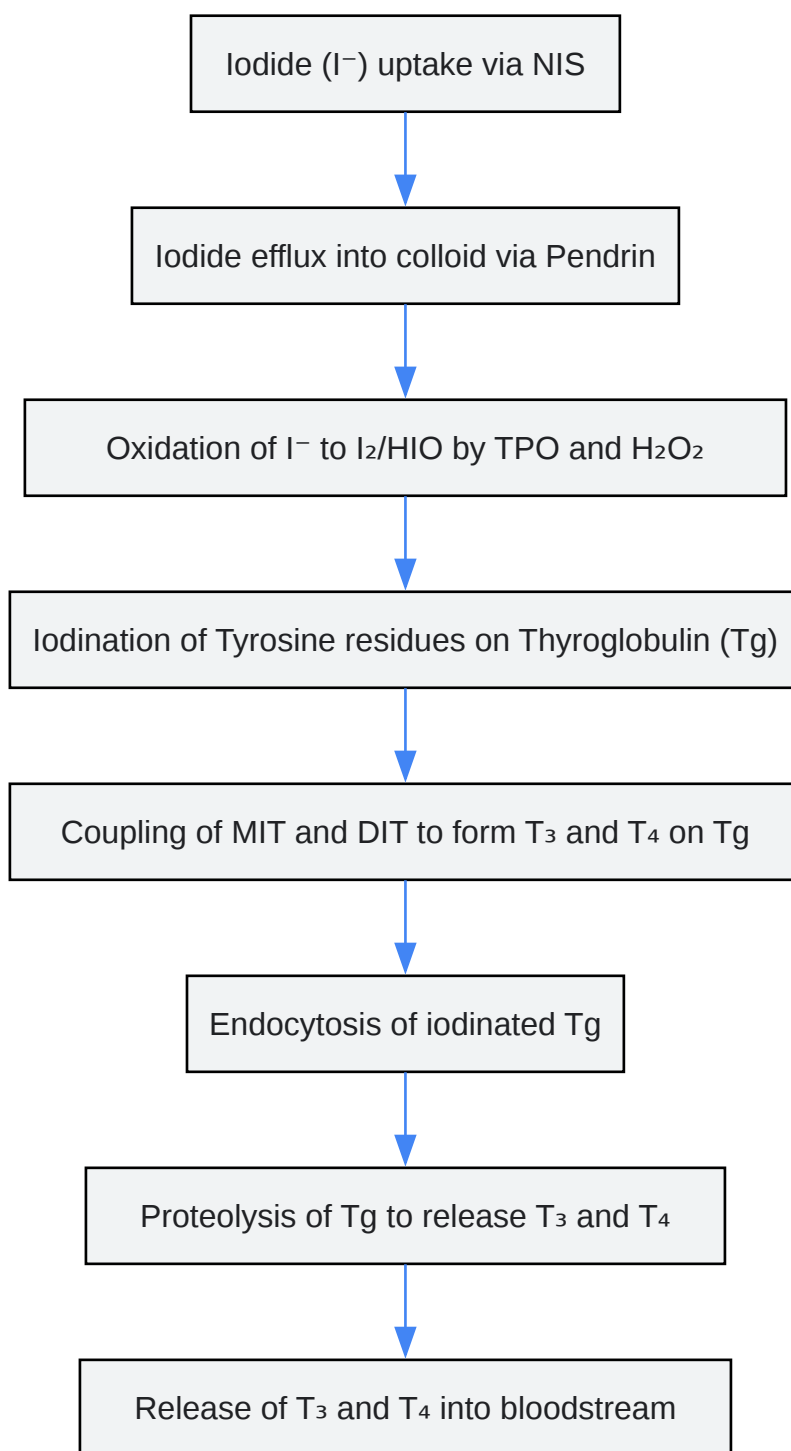 Iodide (I⁻) uptake via NIS
Iodide efflux into colloid via Pendrin
Oxidation of I⁻ to I₂/HIO by TPO and H₂O₂
Iodination of Tyrosine residues on Thyroglobulin (Tg)
Coupling of MIT and DIT to form T₃ and T₄ on Tg
Endocytosis of iodinated Tg
Proteolysis of Tg to release T₃ and T₄
Release of T₃ and T₄ into bloodstream